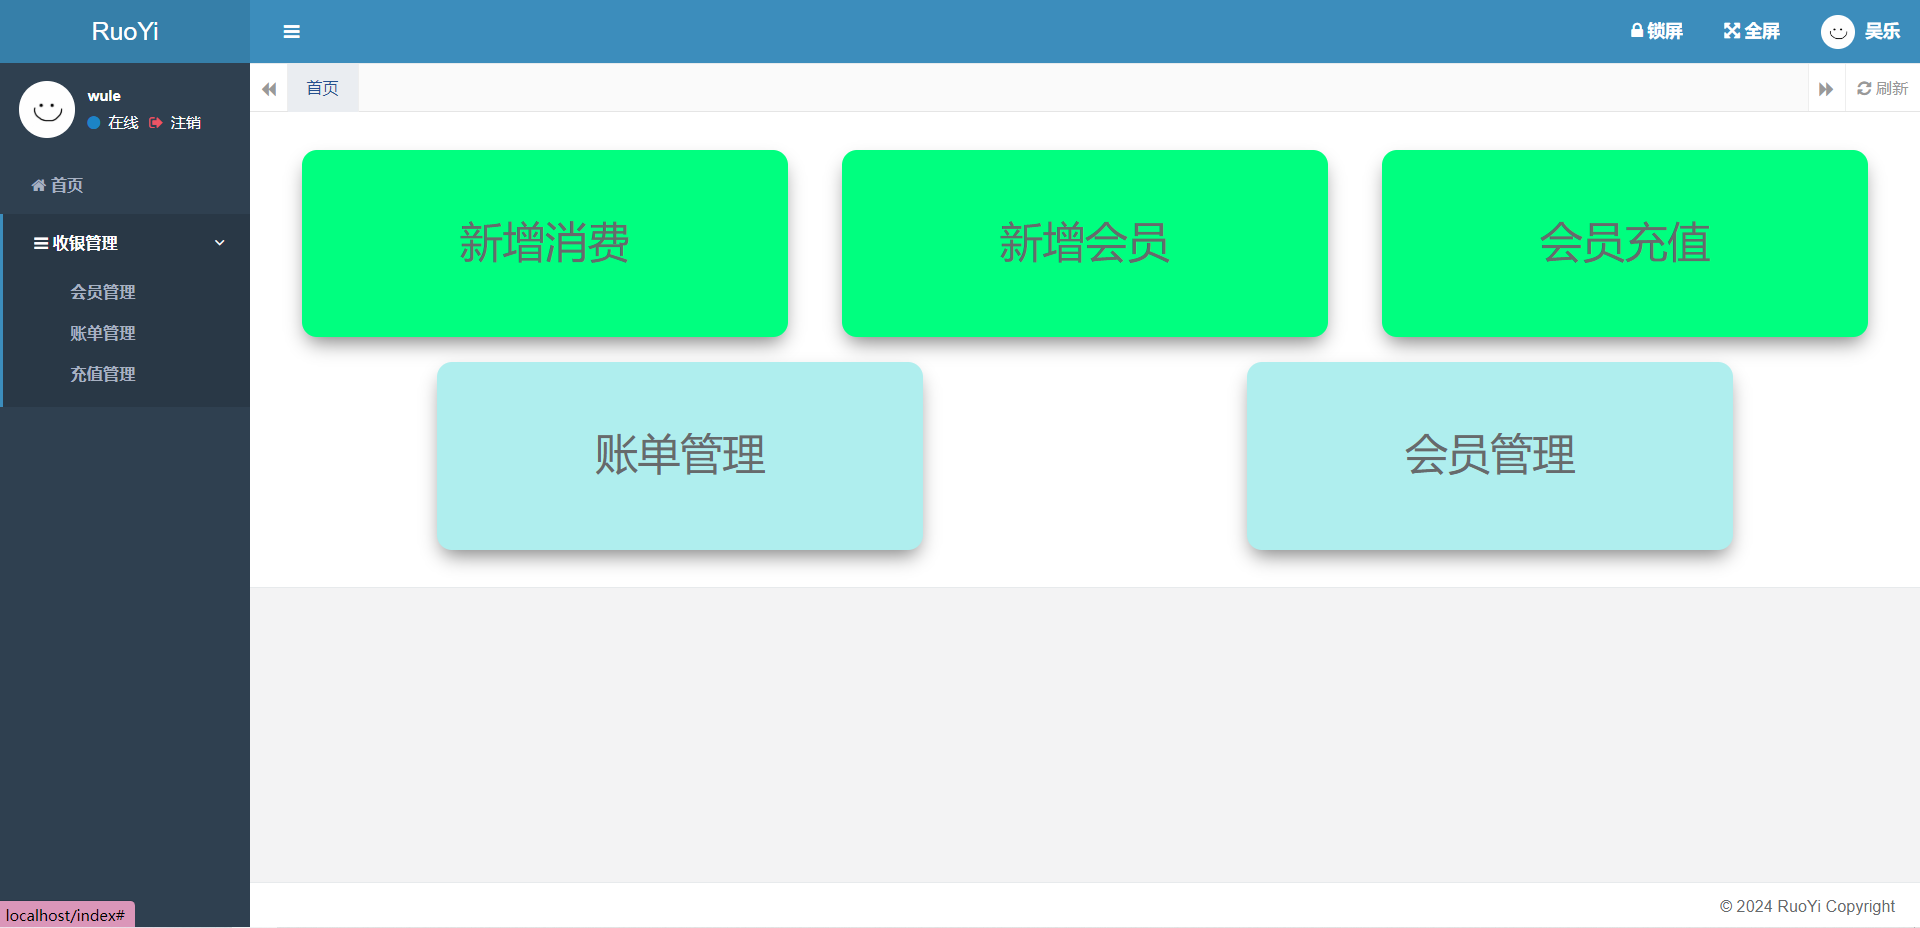 RuoYi
锁屏
全屏
吴乐
wule
在线 注销
首页
刷新
首页
收银管理
会员管理
账单管理
充值管理
新增消费
新增会员
会员充值
账单管理
会员管理
© 2024 RuoYi Copyright
localhost/index#